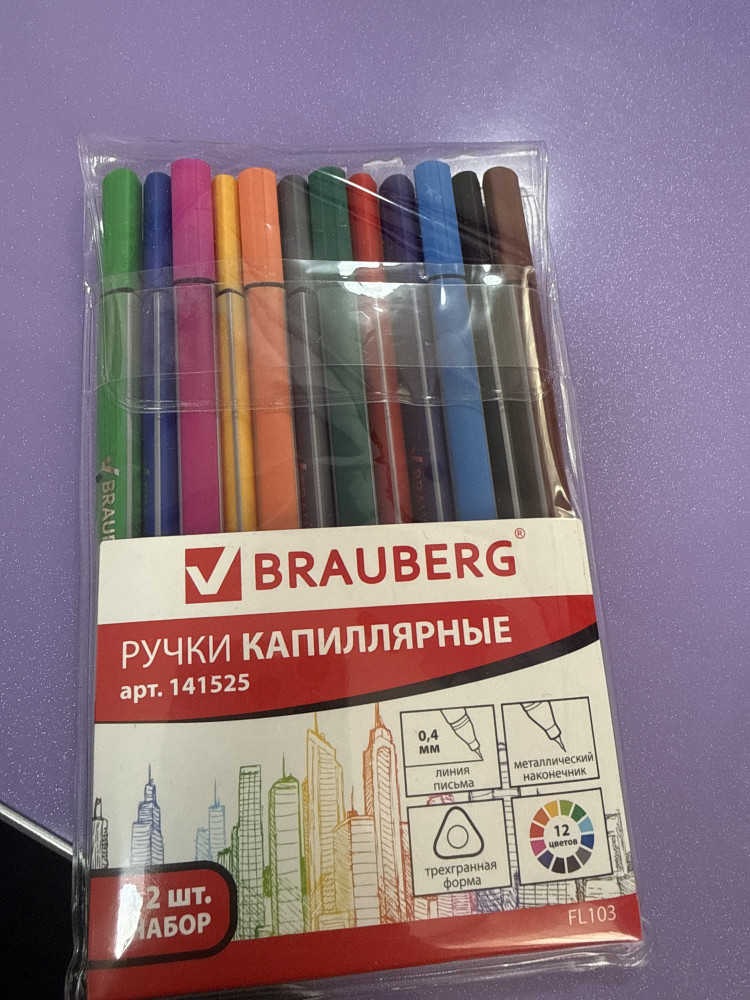 BRAUBERG®
РУЧКИ КАПИЛЛЯРНЫЕ
арт. 141525
0,4
мм
линия
письма
металлический
наконечник
трехгранная
форма
12
цветов
12 шт.
НАБОР
FL103